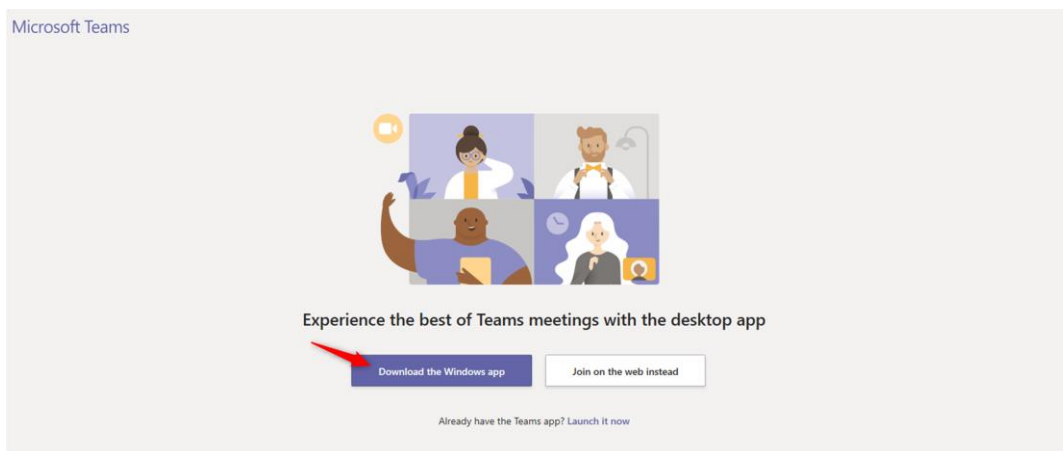 Microsoft Teams
Experience the best of Teams meetings with the desktop app
Download the Windows app
Join on the web instead
Already have the Teams app? Launch it now